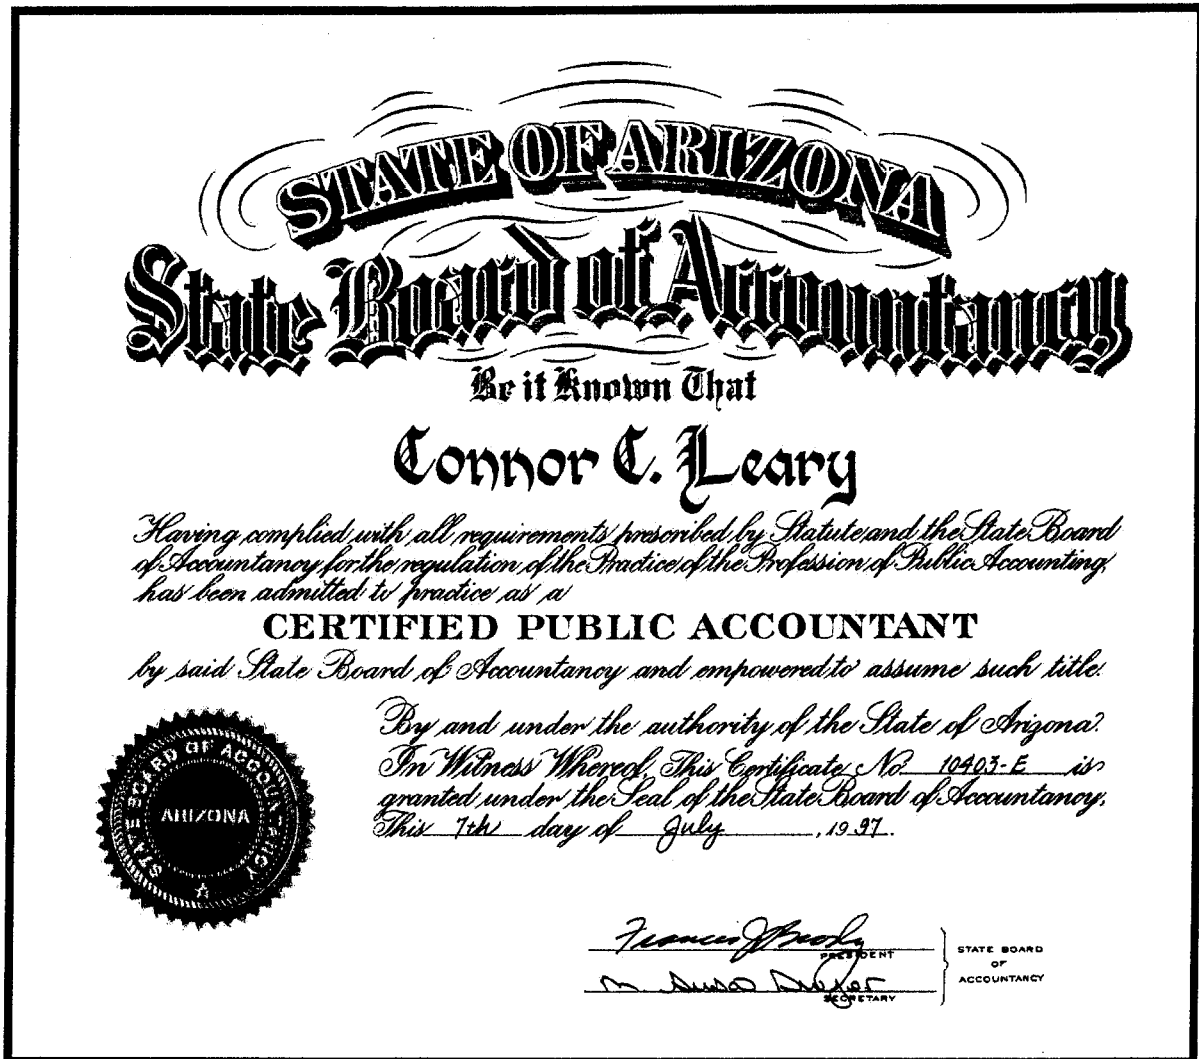 STATE OF ARIZONA
State Board of Accountancy
Be it Known That
Connor C. Leary
Having complied with all requirements prescribed by Statute and the State Board
of Accountancy for the regulation of the Practice of the Profession of Public Accounting,
has been admitted to practice as a
CERTIFIED PUBLIC ACCOUNTANT
by said State Board of Accountancy and empowered to assume such title.
By and under the authority of the State of Arizona.
In Witness Whereof, This Certificate No. 10403-E is
granted under the Seal of the State Board of Accountancy,
This 7th day of July, 1997.
STATE BOARD OF ACCOUNTANCY
ARIZONA
Francis J Brody
PRESIDENT
SECRETARY
STATE BOARD
OF
ACCOUNTANCY